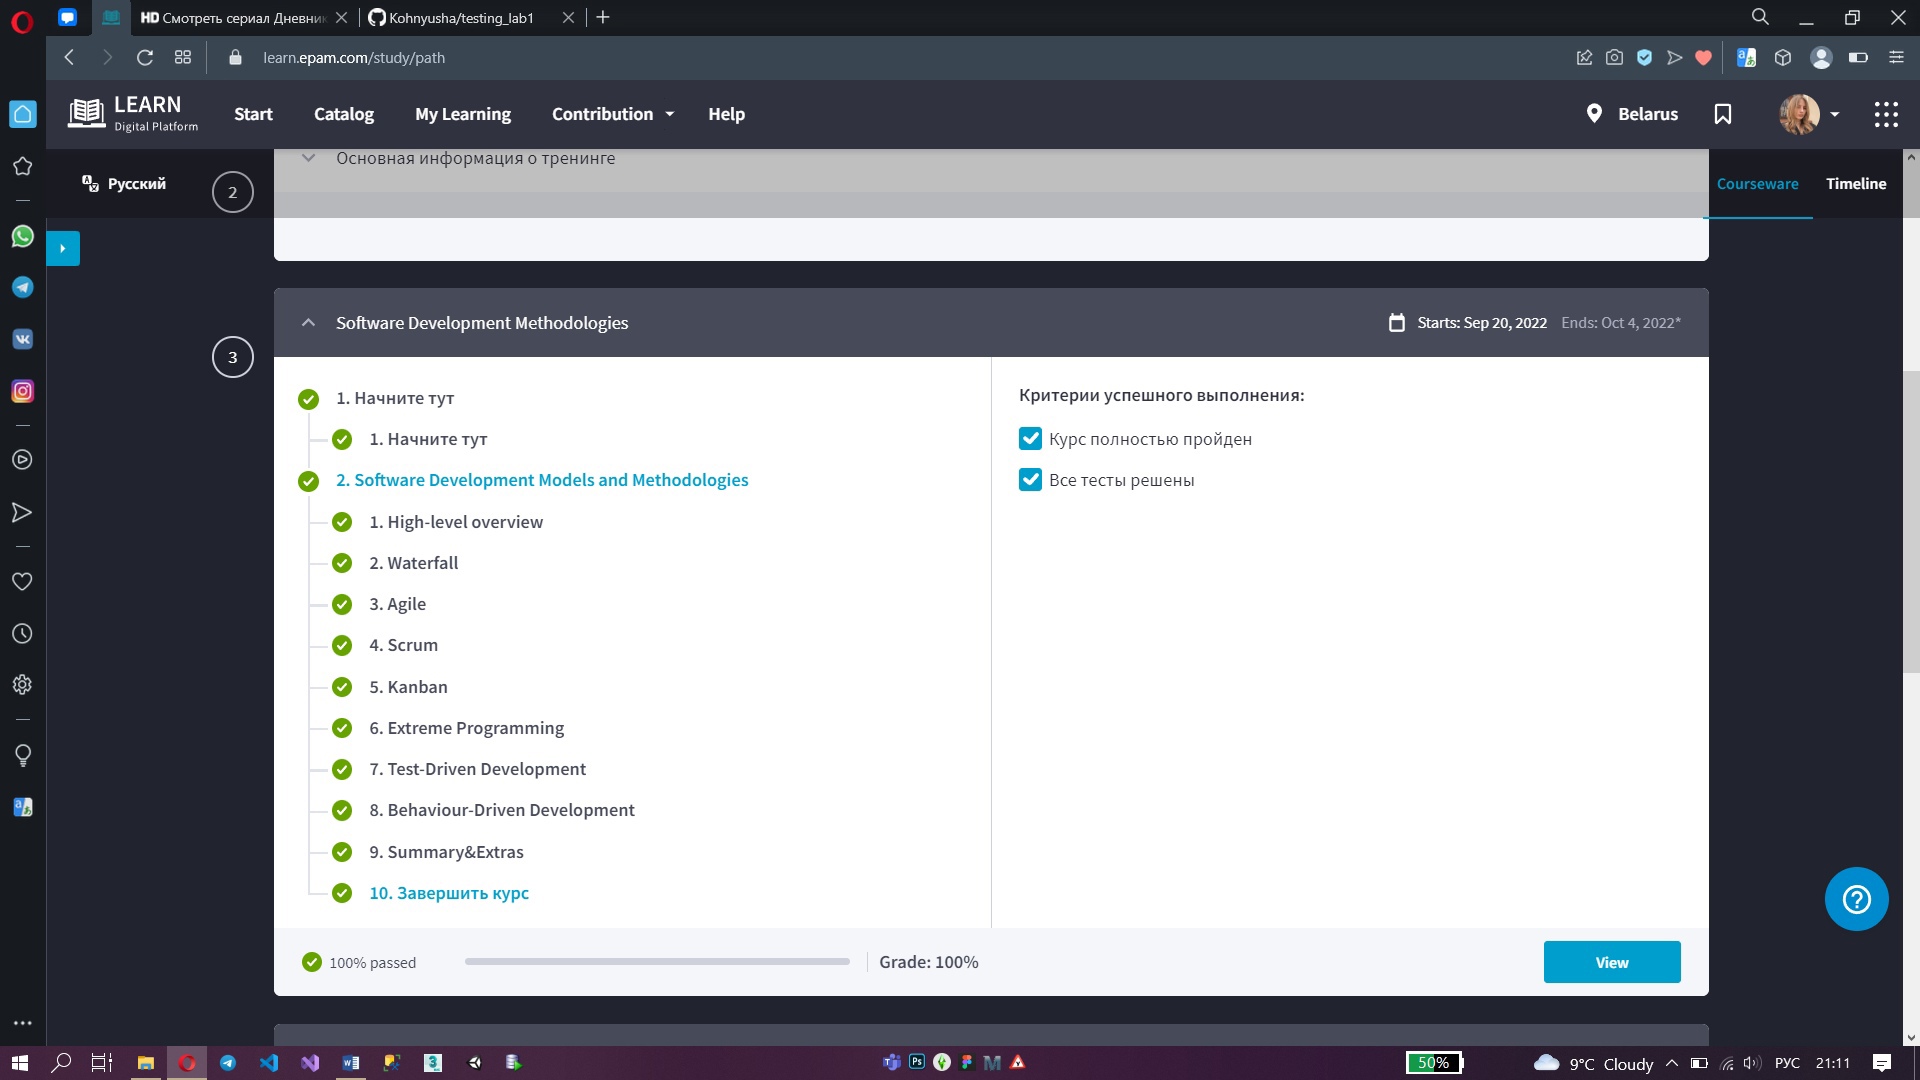 HD Смотреть сериал Дневник
Kohnyusha/testing_lab1
learn.epam.com/study/path
LEARN
Digital Platform
Start
Catalog
My Learning
Contribution
Help
Belarus
Русский
2
Основная информация о тренинге
Courseware
Timeline
3
Software Development Methodologies
Starts: Sep 20, 2022
Ends: Oct 4, 2022*
1. Начните тут
1. Начните тут
2. Software Development Models and Methodologies
1. High-level overview
2. Waterfall
3. Agile
4. Scrum
5. Kanban
6. Extreme Programming
7. Test-Driven Development
8. Behaviour-Driven Development
9. Summary&Extras
10. Завершить курс
Критерии успешного выполнения:
Курс полностью пройден
Все тесты решены
100% passed
Grade: 100%
View
50%
9°C Cloudy
РУС
21:11